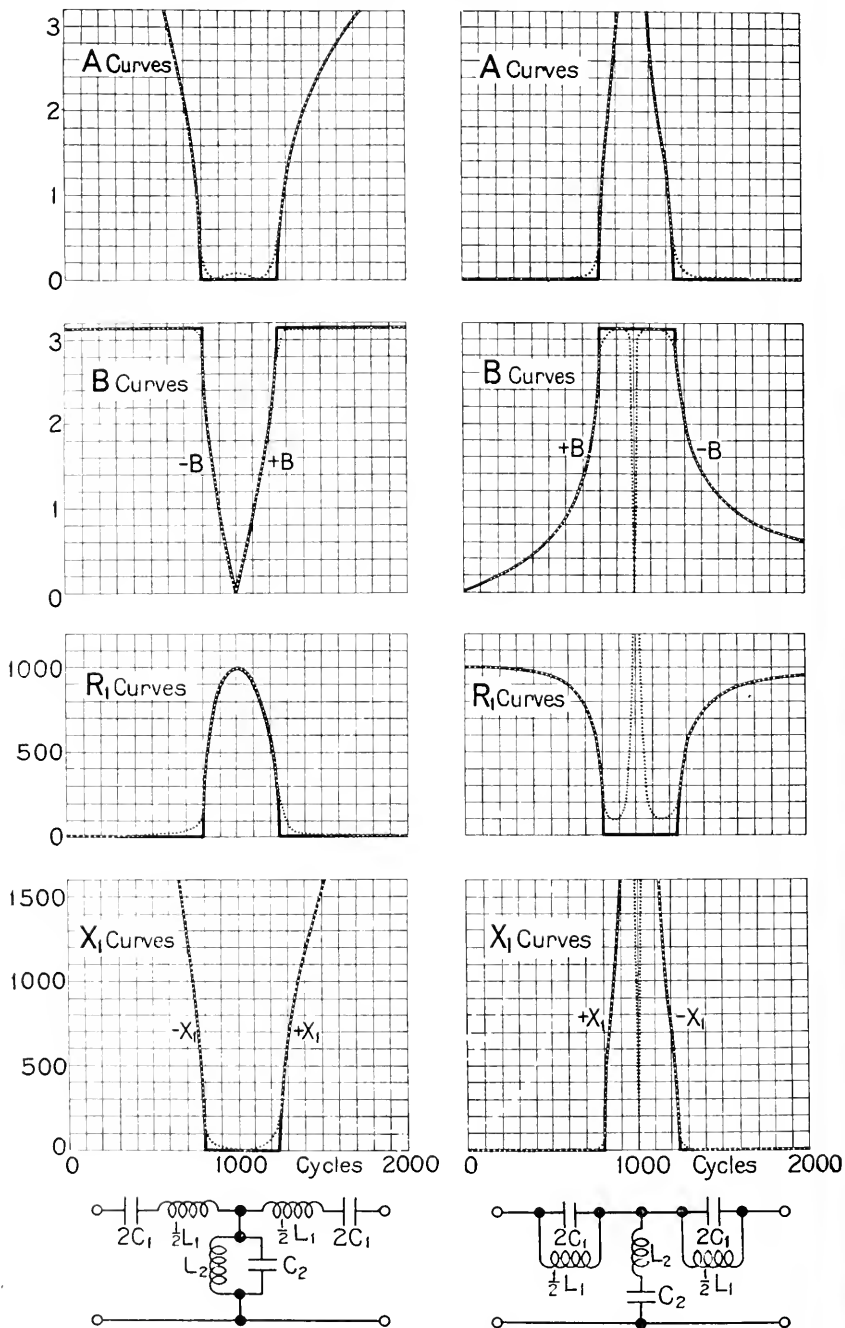 3
2
1
0
A Curves
A Curves
3
2
1
0
B Curves
-B
+B
B Curves
+B
-B
1000
500
0
R₁ Curves
R₁ Curves
1500
1000
500
0
X₁ Curves
-X₁
+X₁
X₁ Curves
+X₁
-X₁
0 1000 Cycles 2000
0 1000 Cycles 2000
2C₁ ½L₁ ½L₁ 2C₁
L₂ C₂
2C₁ L₂ 2C₁
½L₁ ½L₁
C₂